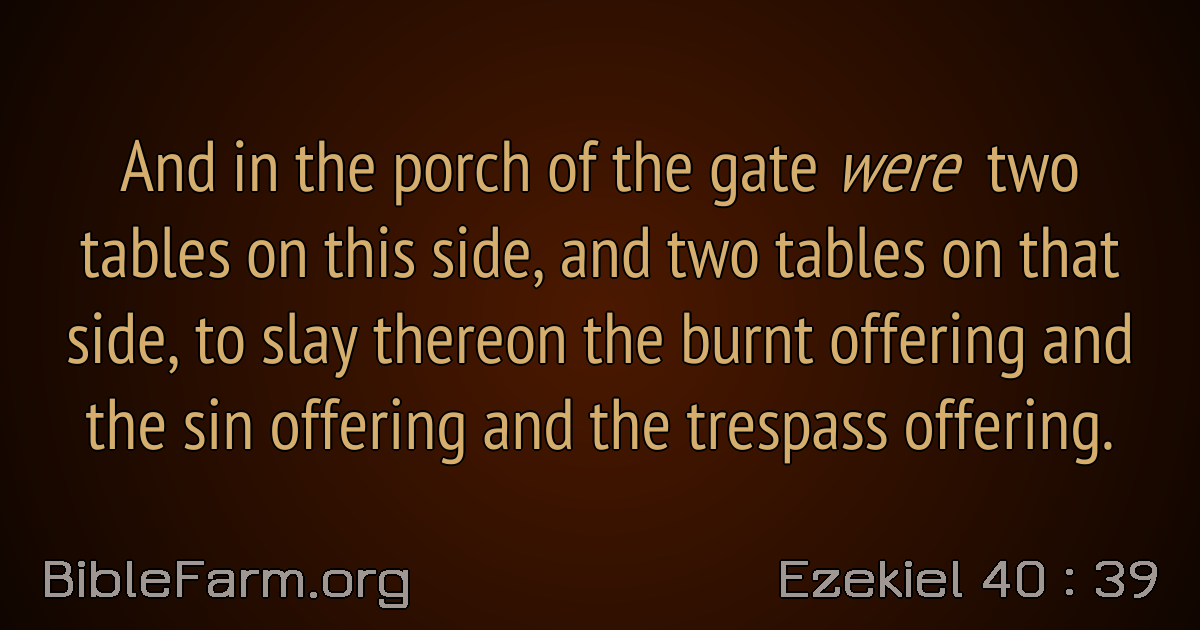 And in the porch of the gate were two
tables on this side, and two tables on that
side, to slay thereon the burnt offering and
the sin offering and the trespass offering.
BibleFarm.org
Ezekiel 40 : 39